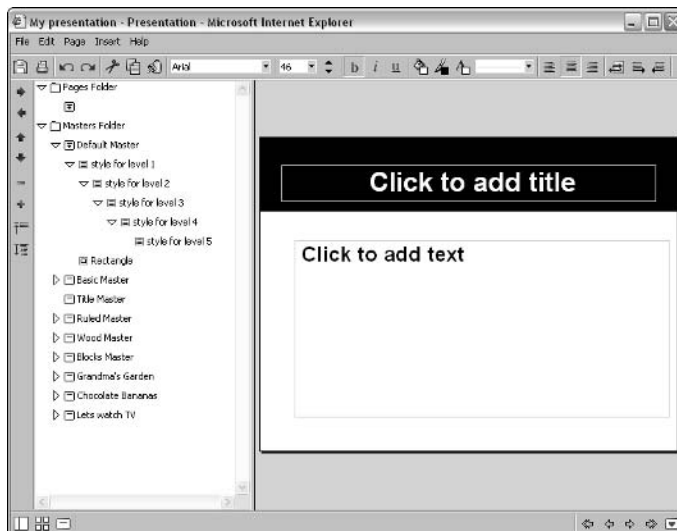 My presentation - Presentation - Microsoft Internet Explorer
File Edit Page Insert Help
Arial 46 b i u
Pages Folder
Masters Folder
Default Master
style for level 1
style for level 2
style for level 3
style for level 4
style for level 5
Rectangle
Basic Master
Title Master
Ruled Master
Wood Master
Blocks Master
Grandma's Garden
Chocolate Bananas
Lets watch TV
Click to add title
Click to add text